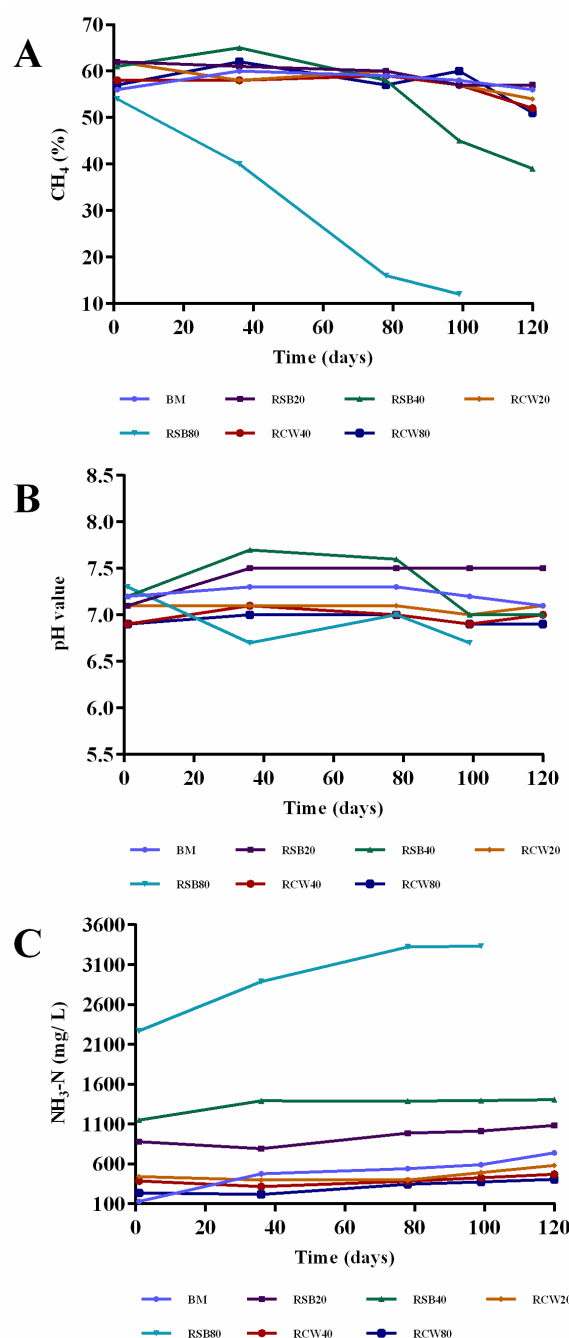 A
CH₄ (%)
70
60
50
40
30
20
10
0 20 40 60 80 100 120
Time (days)
BM RSB20 RSB40 RCW20
RSB80 RCW40 RCW80
B
pH value
8.5
8.0
7.5
7.0
6.5
6.0
5.5
0 20 40 60 80 100 120
Time (days)
BM RSB20 RSB40 RCW20
RSB80 RCW40 RCW80
C
NH₃-N (mg/ L)
3600
3100
2600
2100
1600
1100
600
100
0 20 40 60 80 100 120
Time (days)
BM RSB20 RSB40 RCW20
RSB80 RCW40 RCW80